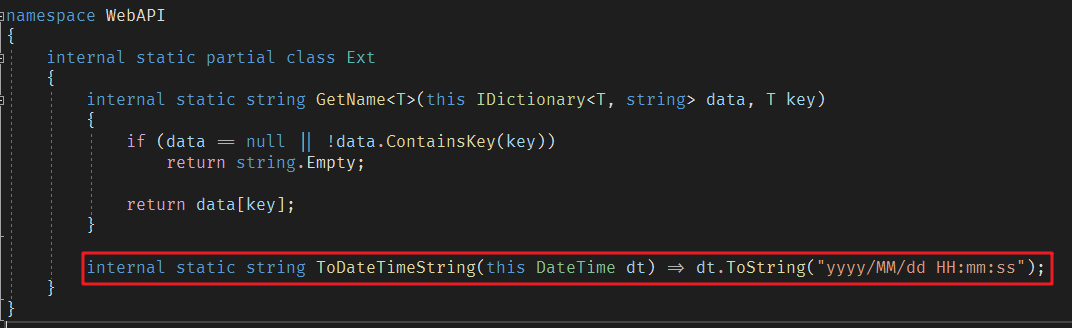 namespace WebAPI
{
internal static partial class Ext
{
internal static string GetName<T>(this IDictionary<T, string> data, T key)
{
if (data == null || !data.ContainsKey(key))
return string.Empty;
return data[key];
}
internal static string ToDateTimeString(this DateTime dt) => dt.ToString("yyyy/MM/dd HH:mm:ss");
}
}